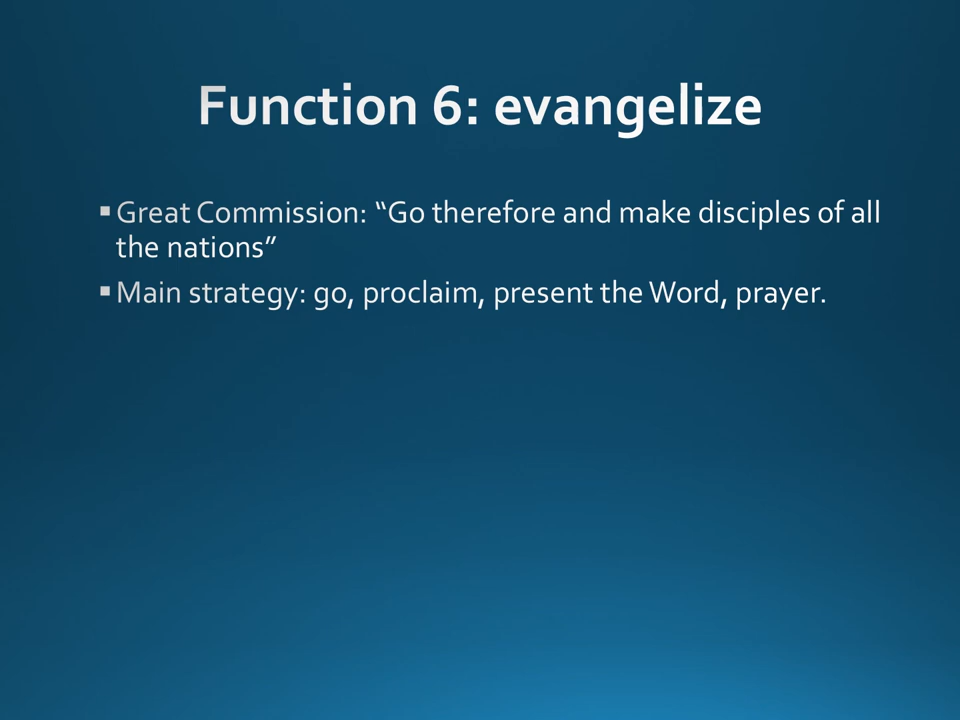 Function 6: evangelize
▪Great Commission: “Go therefore and make disciples of all
the nations”
▪Main strategy: go, proclaim, present the Word, prayer.